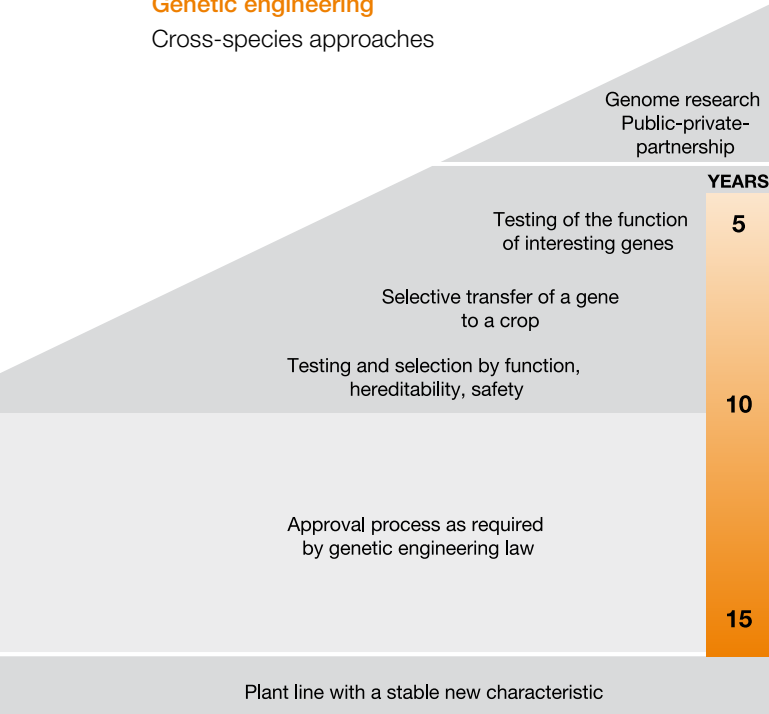 Genetic engineering
Cross-species approaches
Genome research
Public-private-
partnership
YEARS
Testing of the function
of interesting genes
5
Selective transfer of a gene
to a crop
Testing and selection by function,
hereditability, safety
10
Approval process as required
by genetic engineering law
15
Plant line with a stable new characteristic